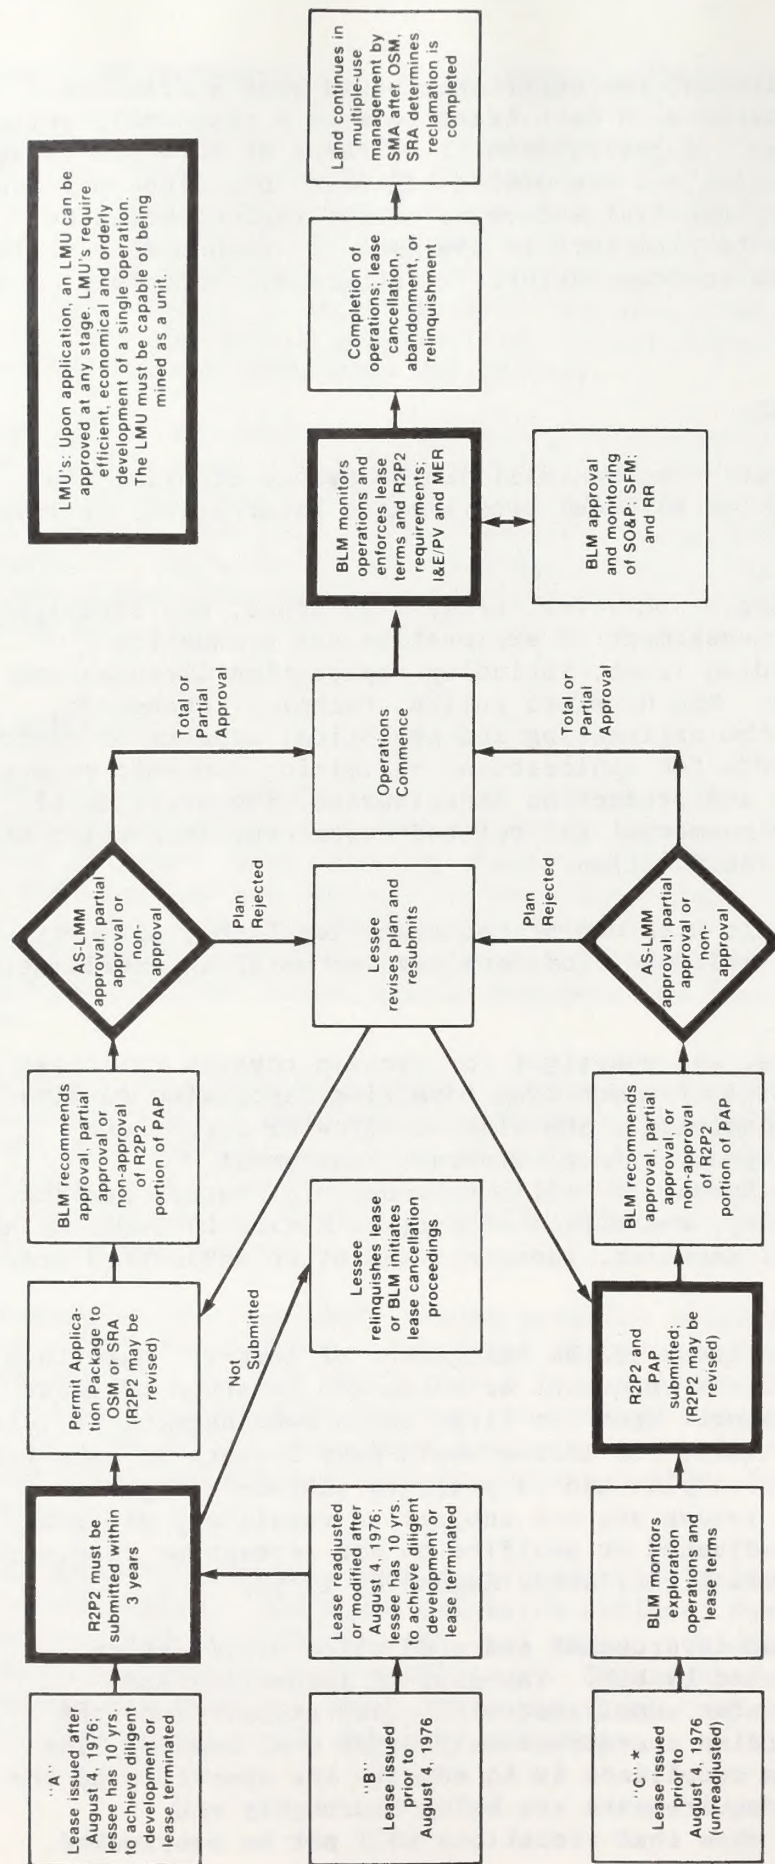 "A"
Lease issued after
August 4, 1976;
lessee has 10 yrs.
to achieve diligent
development or
lease terminated
R2P2 must be
submitted within
3 years
Permit Applica-
tion Package to
OSM or SRA
(R2P2 may be
revised)
BLM recommends
approval, partial
approval or
non-approval
of R2P2
portion of PAP
AS-LMM
approval, partial
approval or
non-
approval
Total or
Partial
Approval
Plan
Rejected
LMU's: Upon application, an LMU can be
approved at any stage. LMU's require
efficient, economical and orderly
development of a single operation.
The LMU must be capable of being
mined as a unit.
"B"
Lease issued
prior to
August 4, 1976
Lease readjusted
or modified after
August 4, 1976;
lessee has 10 yrs.
to achieve diligent
development or
lease terminated
Not
Submitted
Lessee
relinquishes lease
or BLM initiates
lease cancellation
proceedings
Lessee
revises plan and
resubmits
Operations
Commence
BLM monitors
operations and
enforces lease
terms and R2P2
requirements;
I&E/PV and MER
Completion of
operations; lease
cancellation,
abandonment, or
relinquishment
Land continues in
multiple-use
management by
SMA after OSM,
SRA determines
reclamation is
completed
BLM approval
and monitoring
of SO&P; SFM;
and RR
"C"*
Lease issued
prior to
August 4, 1976
(unreadjusted)
BLM monitors
exploration
operations and
lease terms
R2P2 and
PAP
submitted;
(R2P2 may be
revised)
BLM recommends
approval, partial
approval, or
non-approval
of R2P2
portion of PAP
AS-LMM
approval, partial
approval or
non-
approval
Plan
Rejected
Total or
Partial
Approval